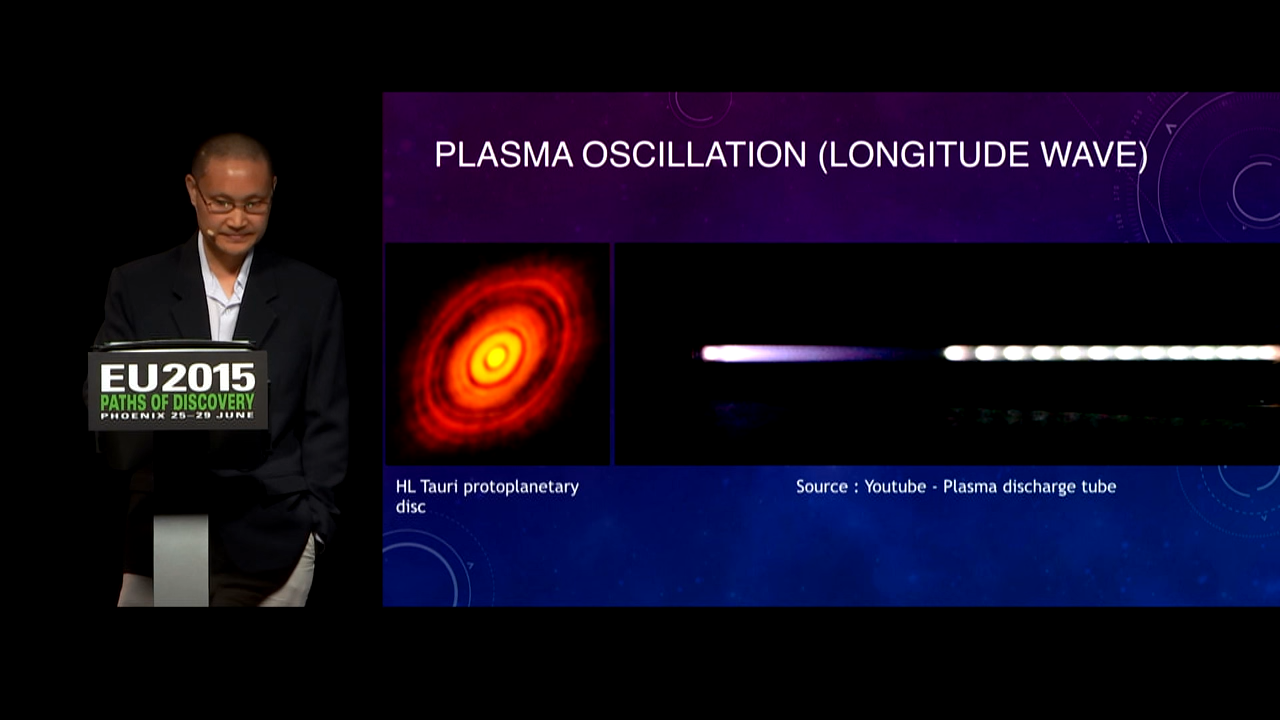 PLASMA OSCILLATION (LONGITUDE WAVE)
EU2015
PATHS OF DISCOVERY
PHOENIX 25–29 JUNE
HL Tauri protoplanetary
disc
Source : Youtube - Plasma discharge tube